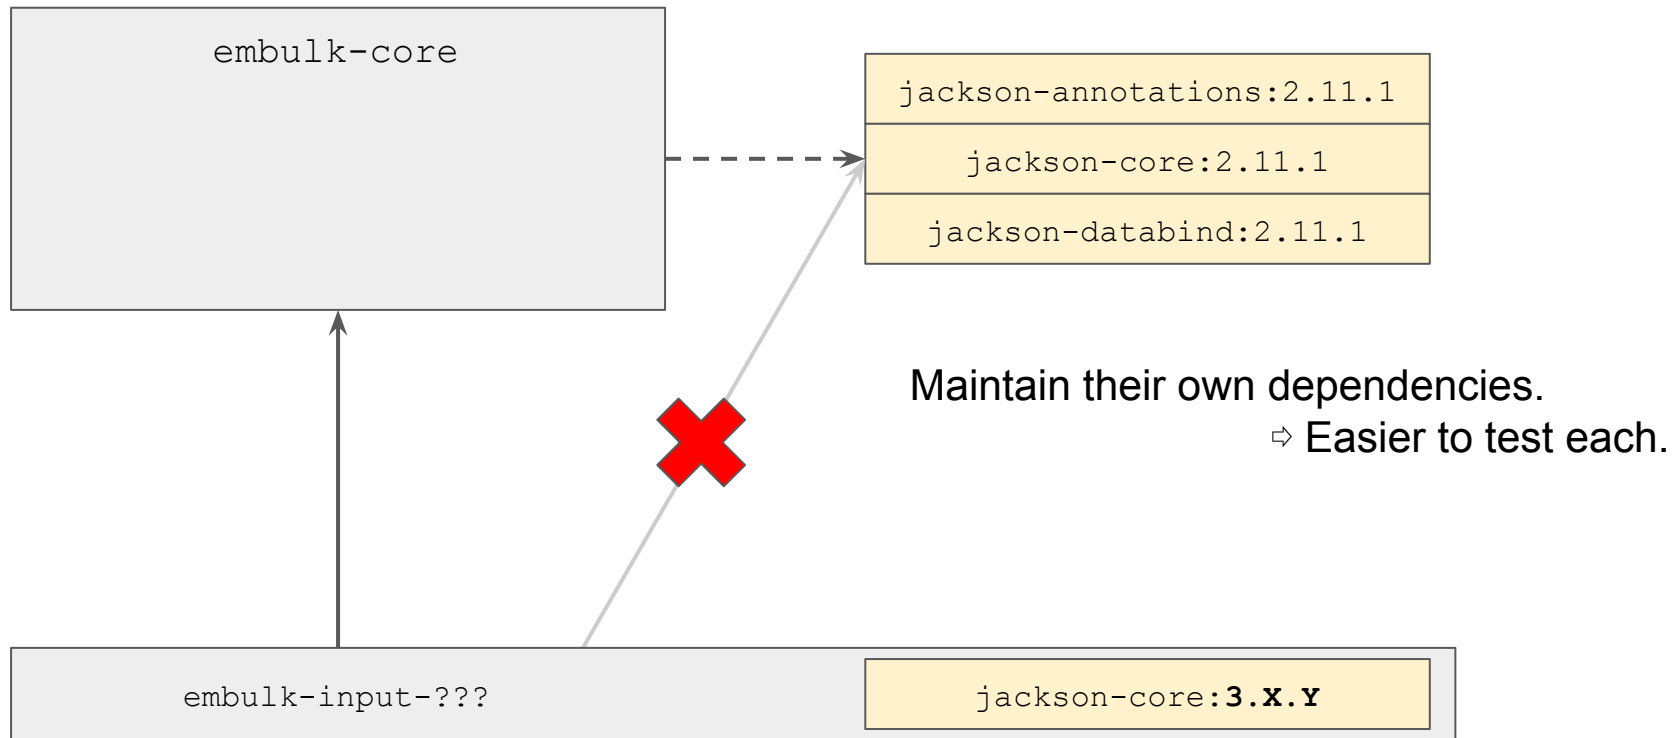 embulk-core
jackson-annotations:2.11.1
jackson-core:2.11.1
jackson-databind:2.11.1
Maintain their own dependencies.
⇨ Easier to test each.
embulk-input-???
jackson-core:3.X.Y